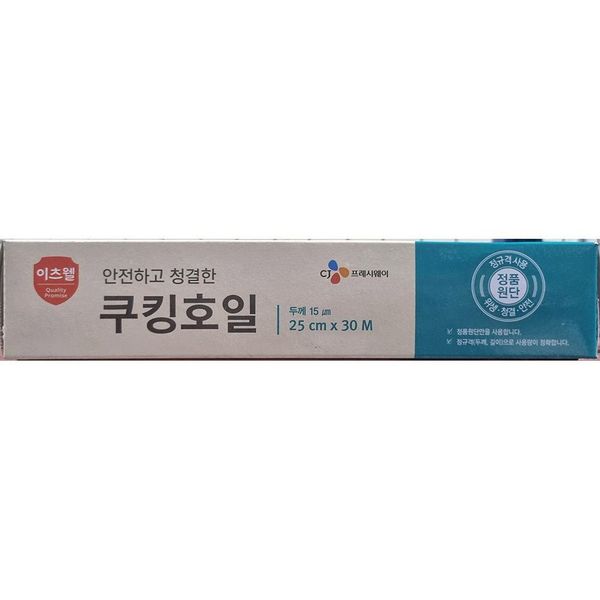 이츠웰
Quality
Promise
안전하고 청결한
쿠킹호일
두께 15 ㎛
25 cm x 30 M
CJ 프레시웨이
정규격 사용
정품
원단
위생·청결·안전
정품원단만을 사용합니다.
정규격(두께, 길이)으로 사용량이 정확합니다.